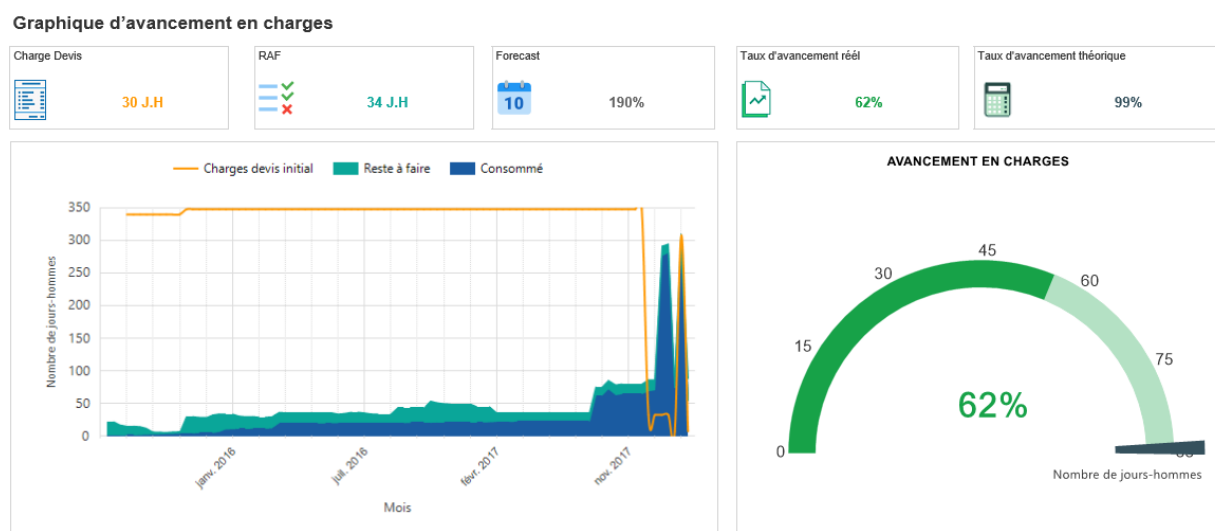 Graphique d'avancement en charges
Charge Devis
30 J.H
RAF
34 J.H
Forecast
10
190%
Taux d'avancement réél
62%
Taux d'avancement théorique
99%
Charges devis initial
Reste à faire
Consommé
350
300
250
200
150
100
50
0
Nombre de jours-hommes
janv. 2016
juil. 2016
févr. 2017
nov. 2017
Mois
AVANCEMENT EN CHARGES
0
15
30
45
60
75
62%
Nombre de jours-hommes